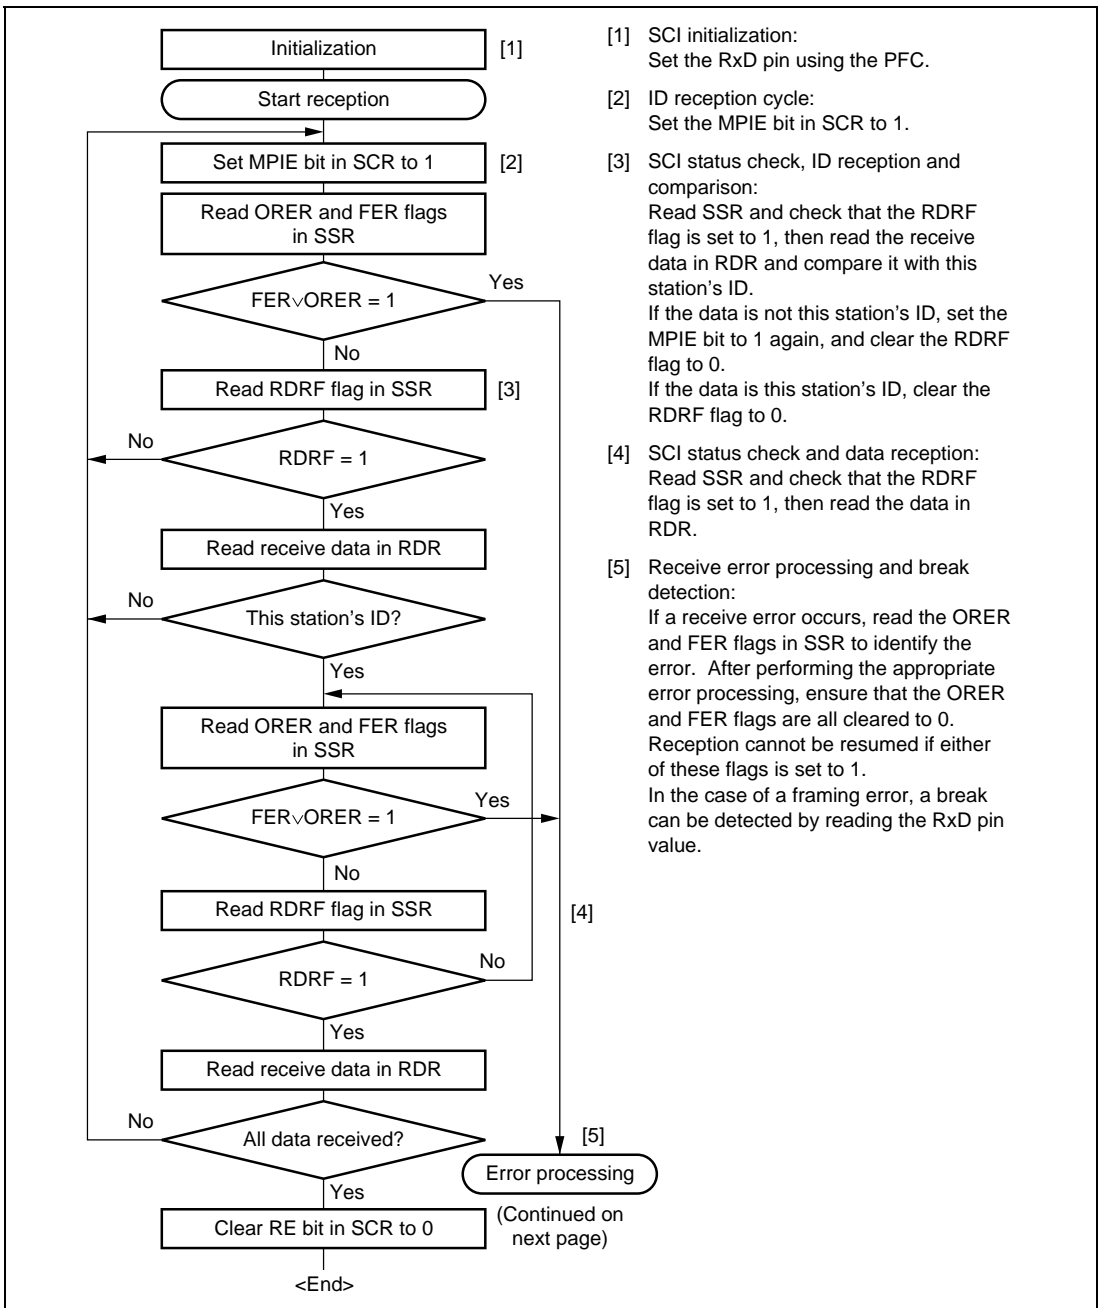 Initialization [1]
Start reception
Set MPIE bit in SCR to 1 [2]
Read ORER and FER flags
in SSR
FER∨ORER = 1
Yes
No
Read RDRF flag in SSR [3]
No
RDRF = 1
Yes
Read receive data in RDR
No
This station's ID?
Yes
Read ORER and FER flags
in SSR
FER∨ORER = 1
Yes
No
Read RDRF flag in SSR
[4]
RDRF = 1
No
Yes
Read receive data in RDR
No
All data received?
[5]
Error processing
Yes
(Continued on
next page)
Clear RE bit in SCR to 0
<End>
[1] SCI initialization:
Set the RxD pin using the PFC.
[2] ID reception cycle:
Set the MPIE bit in SCR to 1.
[3] SCI status check, ID reception and
comparison:
Read SSR and check that the RDRF
flag is set to 1, then read the receive
data in RDR and compare it with this
station's ID.
If the data is not this station's ID, set the
MPIE bit to 1 again, and clear the RDRF
flag to 0.
If the data is this station's ID, clear the
RDRF flag to 0.
[4] SCI status check and data reception:
Read SSR and check that the RDRF
flag is set to 1, then read the data in
RDR.
[5] Receive error processing and break
detection:
If a receive error occurs, read the ORER
and FER flags in SSR to identify the
error. After performing the appropriate
error processing, ensure that the ORER
and FER flags are all cleared to 0.
Reception cannot be resumed if either
of these flags is set to 1.
In the case of a framing error, a break
can be detected by reading the RxD pin
value.